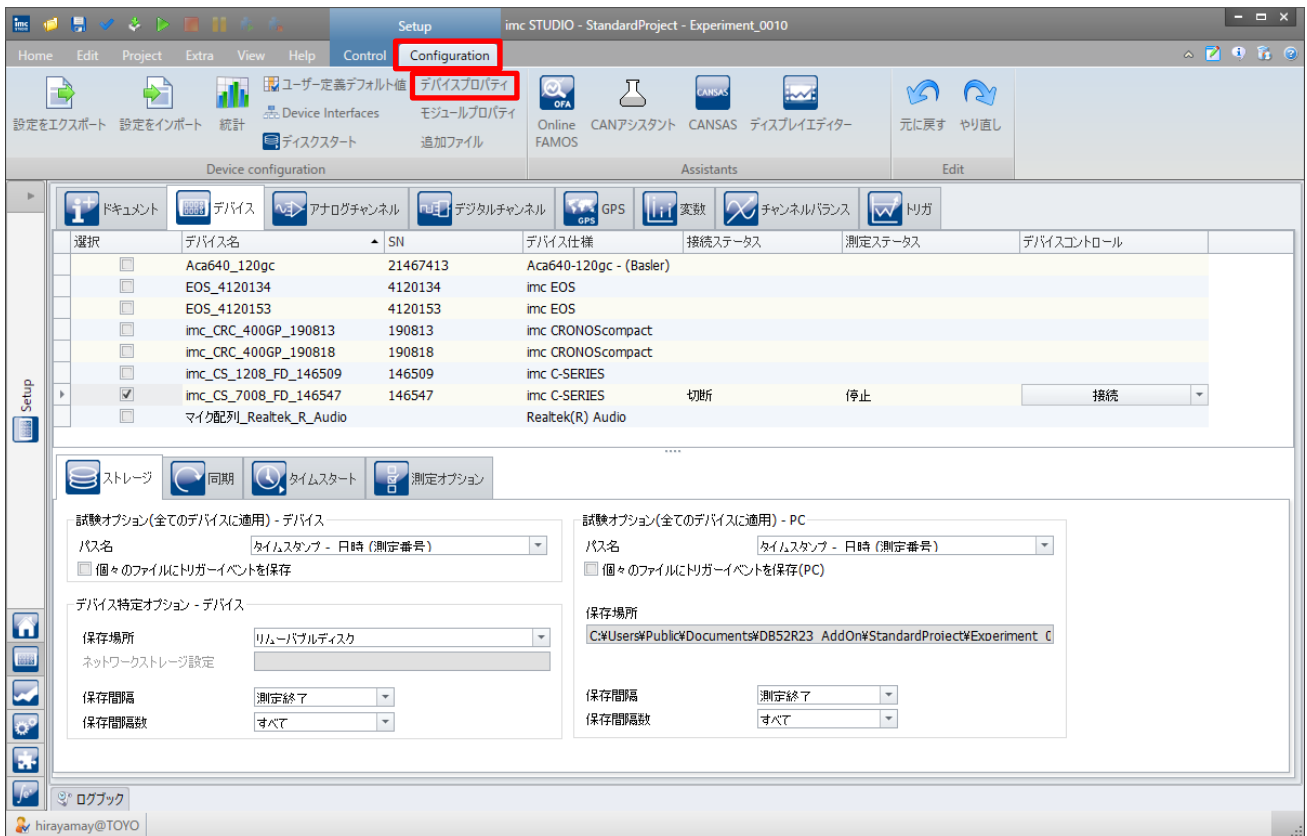 imc
Setup
imc STUDIO - StandardProject - Experiment_0010
Home Edit Project Extra View Help Control Configuration
設定をエクスポート
設定をインポート
統計
ユーザー定義デフォルト値
Device Interfaces
ディスクスタート
デバイスプロパティ
モジュールプロパティ
追加ファイル
Device configuration
OFA
Online
FAMOS
CANアシスタント
CANSAS
CANSAS
ディスプレイエディター
Assistants
元に戻す
やり直し
Edit
Setup
ドキュメント
デバイス
アナログチャンネル
デジタルチャンネル
GPS
GPS
変数
チャンネルバランス
トリガ
選択 デバイス名 SN デバイス仕様 接続ステータス 測定ステータス デバイスコントロール
Aca640_120gc 21467413 Aca640-120gc - (Basler)
EOS_4120134 4120134 imc EOS
EOS_4120153 4120153 imc EOS
imc_CRC_400GP_190813 190813 imc CRONOScompact
imc_CRC_400GP_190818 190818 imc CRONOScompact
imc_CS_1208_FD_146509 146509 imc C-SERIES
imc_CS_7008_FD_146547 146547 imc C-SERIES 切断 停止 接続
マイク配列_Realtek_R_Audio Realtek(R) Audio
ストレージ
同期
タイムスタート
測定オプション
試験オプション(全てのデバイスに適用) - デバイス
パス名 タイムスタンプ - 日時 (測定番号)
個々のファイルにトリガーイベントを保存
デバイス特定オプション - デバイス
保存場所 リムーバブルディスク
ネットワークストレージ設定
保存間隔 測定終了
保存間隔数 すべて
試験オプション(全てのデバイスに適用) - PC
パス名 タイムスタンプ - 日時 (測定番号)
個々のファイルにトリガーイベントを保存(PC)
保存場所
C:¥Users¥Public¥Documents¥DB52R23_AddOn¥StandardProject¥Experiment_0
保存間隔 測定終了
保存間隔数 すべて
ログブック
hirayamay@TOYO